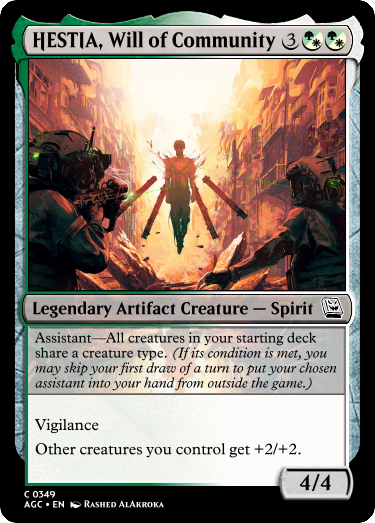 HESTIA, Will of Community 3
Legendary Artifact Creature — Spirit
Assistant—All creatures in your starting deck
share a creature type. (If its condition is met, you
may skip your first draw of a turn to put your chosen
assistant into your hand from outside the game.)
Vigilance
Other creatures you control get +2/+2.
4/4
C 0349
AGC • EN Rashed AlAkroka